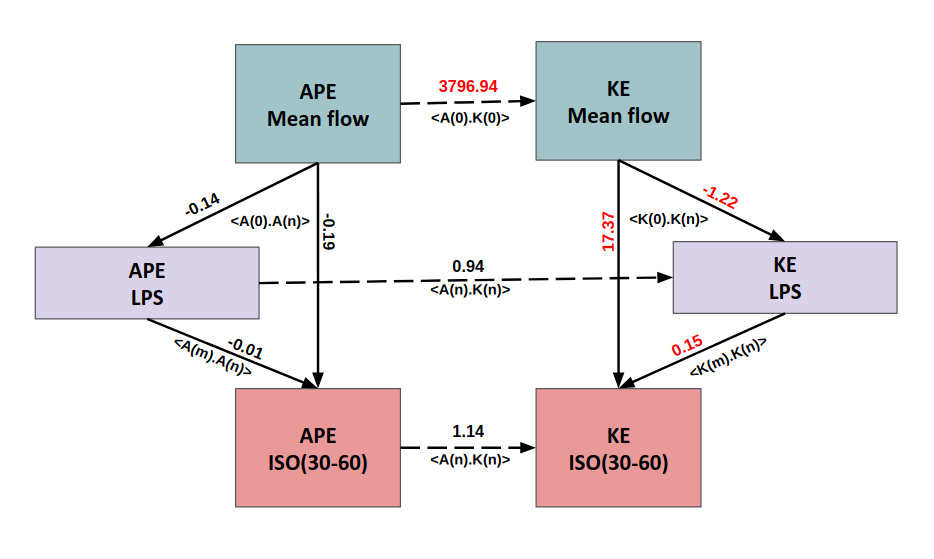 APE
Mean flow
3796.94
<A(0).K(0)>
KE
Mean flow
-0.14
<A(0).A(n)>
-0.19
17.37
<K(0).K(n)>
-1.22
APE
LPS
0.94
<A(n).K(n)>
KE
LPS
-0.01
<A(m).A(n)>
0.15
<K(m).K(n)>
APE
ISO(30-60)
1.14
<A(n).K(n)>
KE
ISO(30-60)